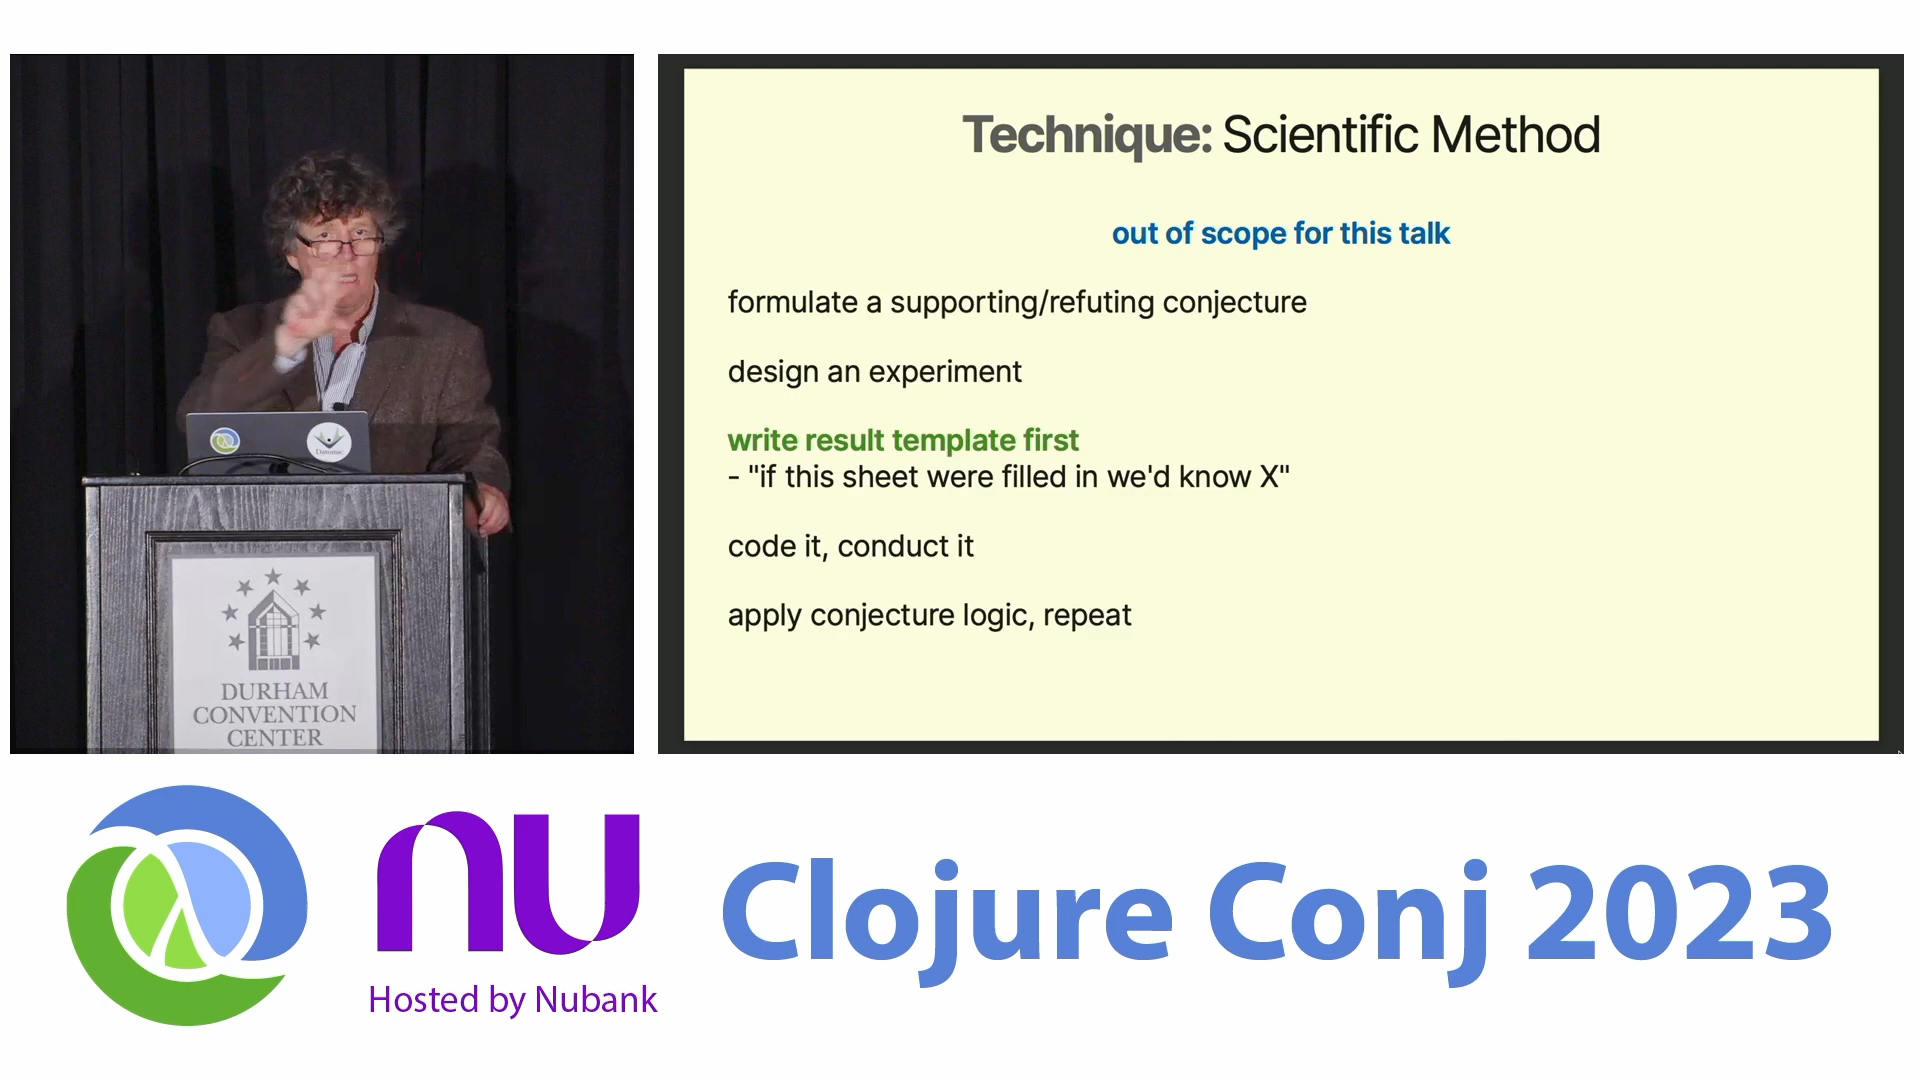 Technique: Scientific Method
out of scope for this talk
formulate a supporting/refuting conjecture
design an experiment
write result template first
- "if this sheet were filled in we'd know X"
code it, conduct it
apply conjecture logic, repeat
Datomic
DURHAM
CONVENTION
CENTER
nu
Hosted by Nubank
Clojure Conj 2023